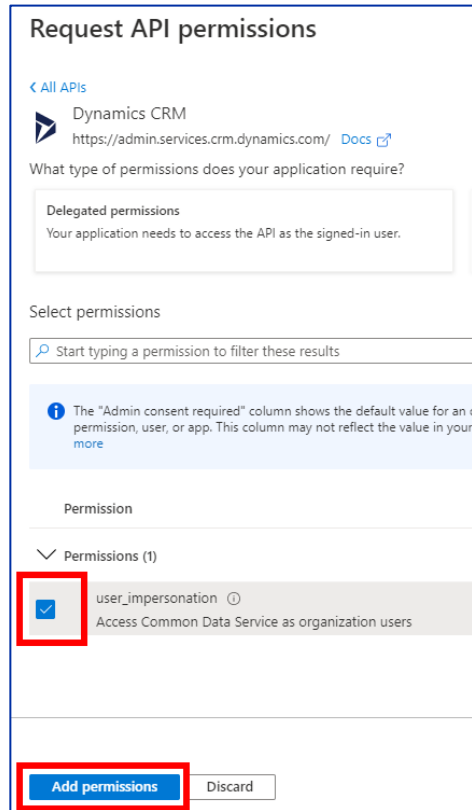 Request API permissions
All APIs
Dynamics CRM
https://admin.services.crm.dynamics.com/ Docs
What type of permissions does your application require?
Delegated permissions
Your application needs to access the API as the signed-in user.
Select permissions
Start typing a permission to filter these results
The "Admin consent required" column shows the default value for an
permission, user, or app. This column may not reflect the value in your
more
Permission
Permissions (1)
user_impersonation
Access Common Data Service as organization users
Add permissions Discard